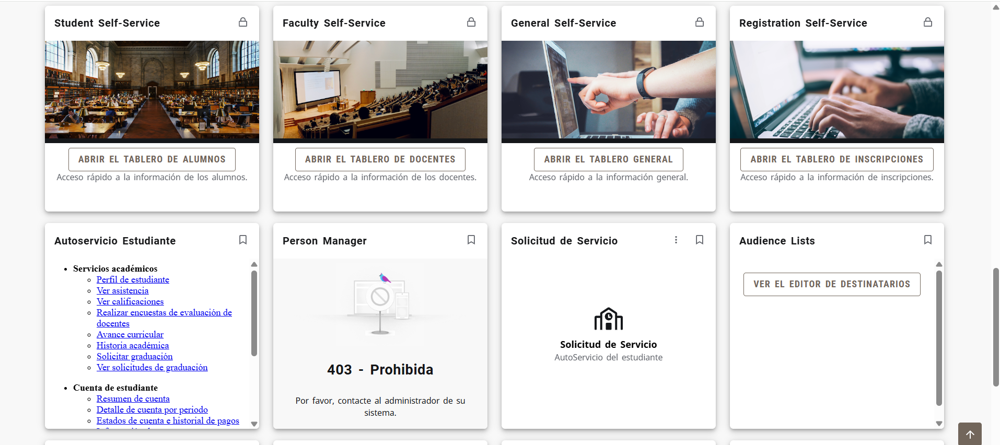 Student Self-Service
Faculty Self-Service
General Self-Service
Registration Self-Service
ABRIR EL TABLERO DE ALUMNOS
ABRIR EL TABLERO DE DOCENTES
ABRIR EL TABLERO GENERAL
ABRIR EL TABLERO DE INSCRIPCIONES
Acceso rápido a la información de los alumnos.
Acceso rápido a la información de los docentes.
Acceso rápido a la información general.
Acceso rápido a la información de inscripciones.
Autoservicio Estudiante
Servicios académicos
Perfil de estudiante
Ver asistencia
Ver calificaciones
Realizar encuestas de evaluación de
docentes
Avance curricular
Historia académica
Solicitar graduación
Ver solicitudes de graduación
Cuenta de estudiante
Resumen de cuenta
Detalle de cuenta por periodo
Estados de cuenta e historial de pagos
Person Manager
403 - Prohibida
Por favor, contacte al administrador de su
sistema.
Solicitud de Servicio
Solicitud de Servicio
AutoServicio del estudiante
Audience Lists
VER EL EDITOR DE DESTINATARIOS